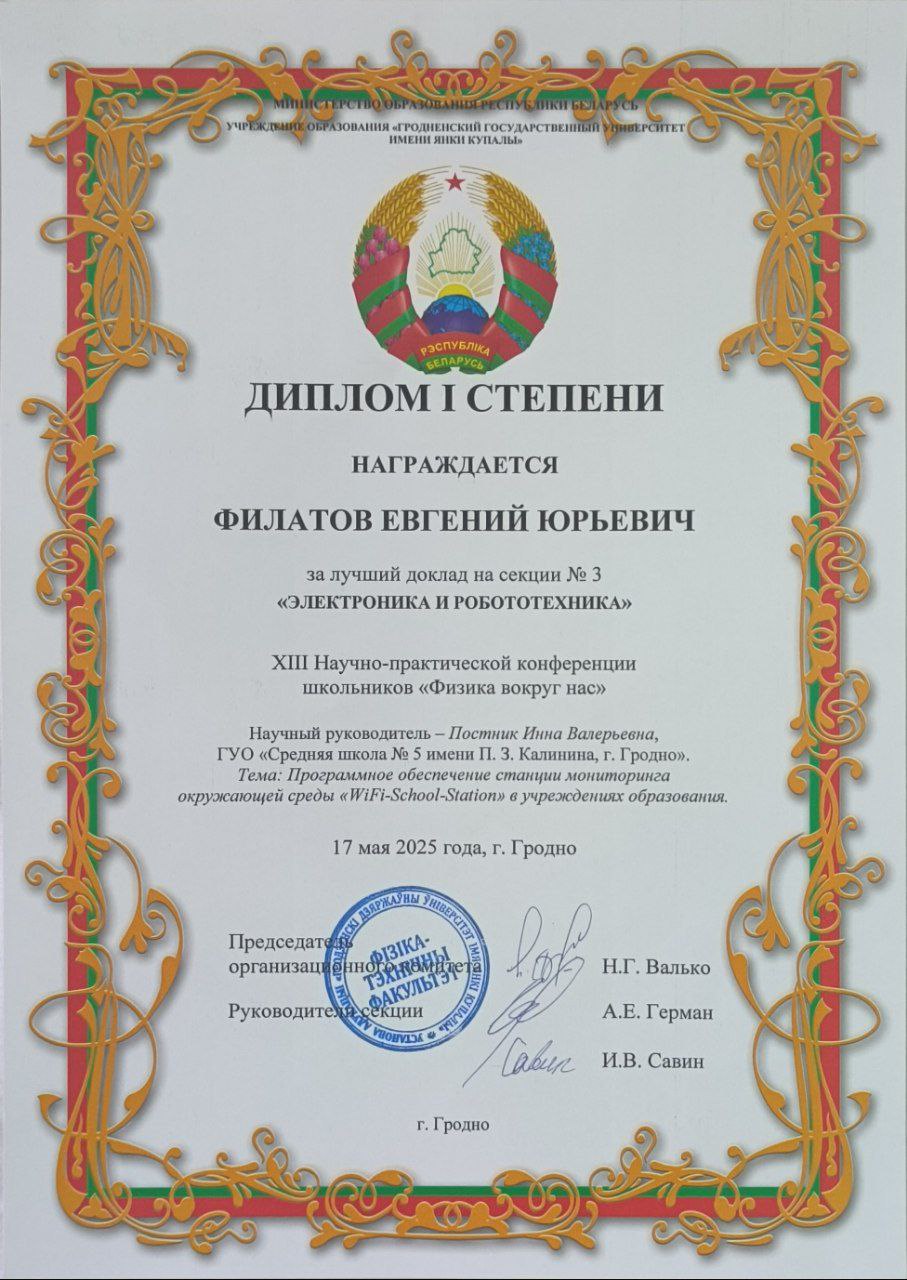 МИНИСТЕРСТВО ОБРАЗОВАНИЯ РЕСПУБЛИКИ БЕЛАРУСЬ
УЧРЕЖДЕНИЕ ОБРАЗОВАНИЯ «ГРОДНЕНСКИЙ ГОСУДАРСТВЕННЫЙ УНИВЕРСИТЕТ
ИМЕНИ ЯНКИ КУПАЛЫ»
РЭСПУБЛІКА
БЕЛАРУСЬ
ДИПЛОМ I СТЕПЕНИ
НАГРАЖДАЕТСЯ
ФИЛАТОВ ЕВГЕНИЙ ЮРЬЕВИЧ
за лучший доклад на секции № 3
«ЭЛЕКТРОНИКА И РОБОТОТЕХНИКА»
XIII Научно-практической конференции
школьников «Физика вокруг нас»
Научный руководитель – Постник Инна Валерьевна,
ГУО «Средняя школа № 5 имени П. З. Калинина, г. Гродно».
Тема: Программное обеспечение станции мониторинга
окружающей среды «WiFi-School-Station» в учреждениях образования.
17 мая 2025 года, г. Гродно
Председатель
организационного комитета
Н.Г. Валько
Руководители секции
А.Е. Герман
Савин
И.В. Савин
ФІЗІКА-
ТЭХНІЧНЫ
ФАКУЛЬТЭТ
УСТАНОВА АДУКАЦЫІ «ГРОДЗЕНСКІ ДЗЯРЖАЎНЫ ЎНІВЕРСІТЭТ ІМЯ ЯНКІ КУПАЛЫ»
г. Гродно